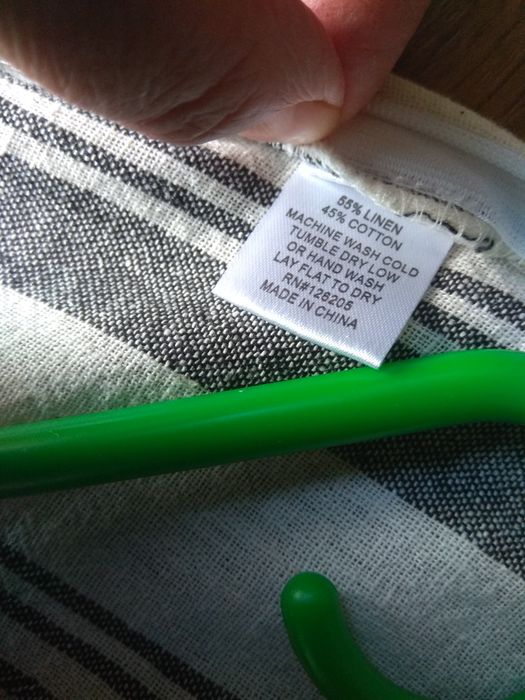 55% LINEN
45% COTTON
MACHINE WASH COLD
TUMBLE DRY LOW
OR HAND WASH
LAY FLAT TO DRY
RN#126205
MADE IN CHINA